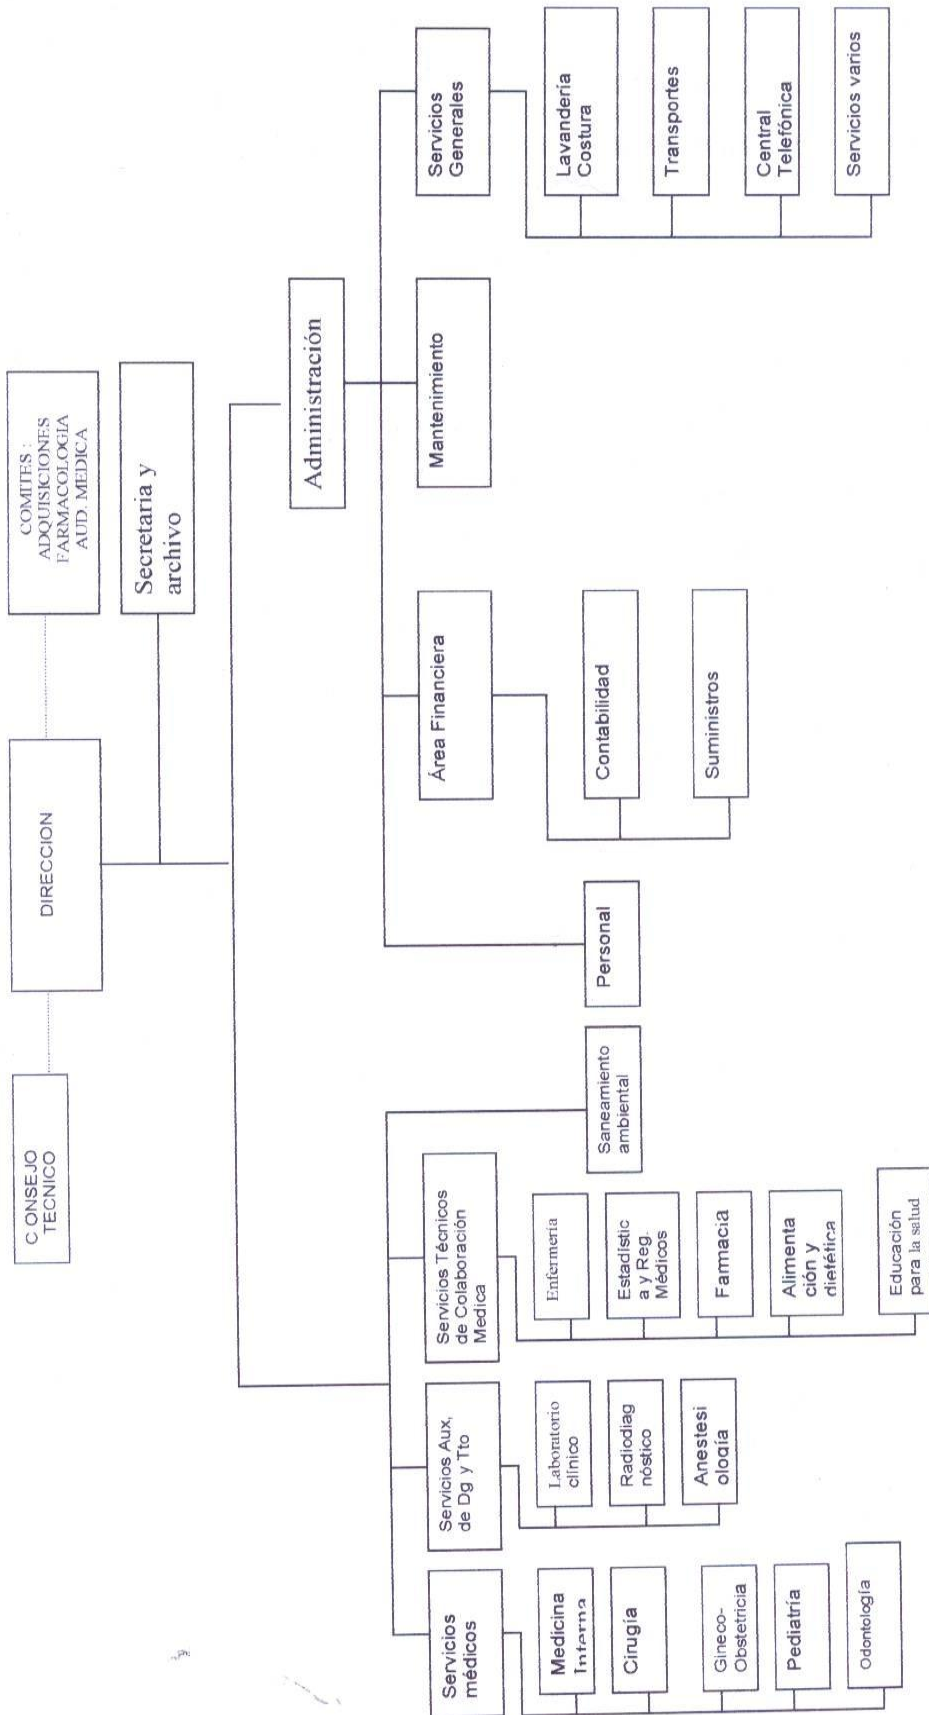 C ONSEJO
TECNICO
DIRECCION
COMITES :
ADQUISICIONES
FARMACOLOGIA
AUD. MEDICA
Secretaria y
archivo
Administración
Servicios
médicos
Medicina
Interna
Cirugía
Gineco-
Obstetricia
Pediatría
Odontología
Servicios Aux,
de Dg y Tto
Laboratorio
clínico
Radiodiag
nóstico
Anestesi
ología
Servicios Técnicos
de Colaboración
Medica
Enfermería
Estadístic
a y Reg.
Médicos
Farmacia
Alimenta
ción y
dietética
Educación
para la salud
Saneamiento
ambiental
Personal
Área Financiera
Contabilidad
Suministros
Mantenimiento
Servicios
Generales
Lavandería
Costura
Transportes
Central
Telefónica
Servicios varios